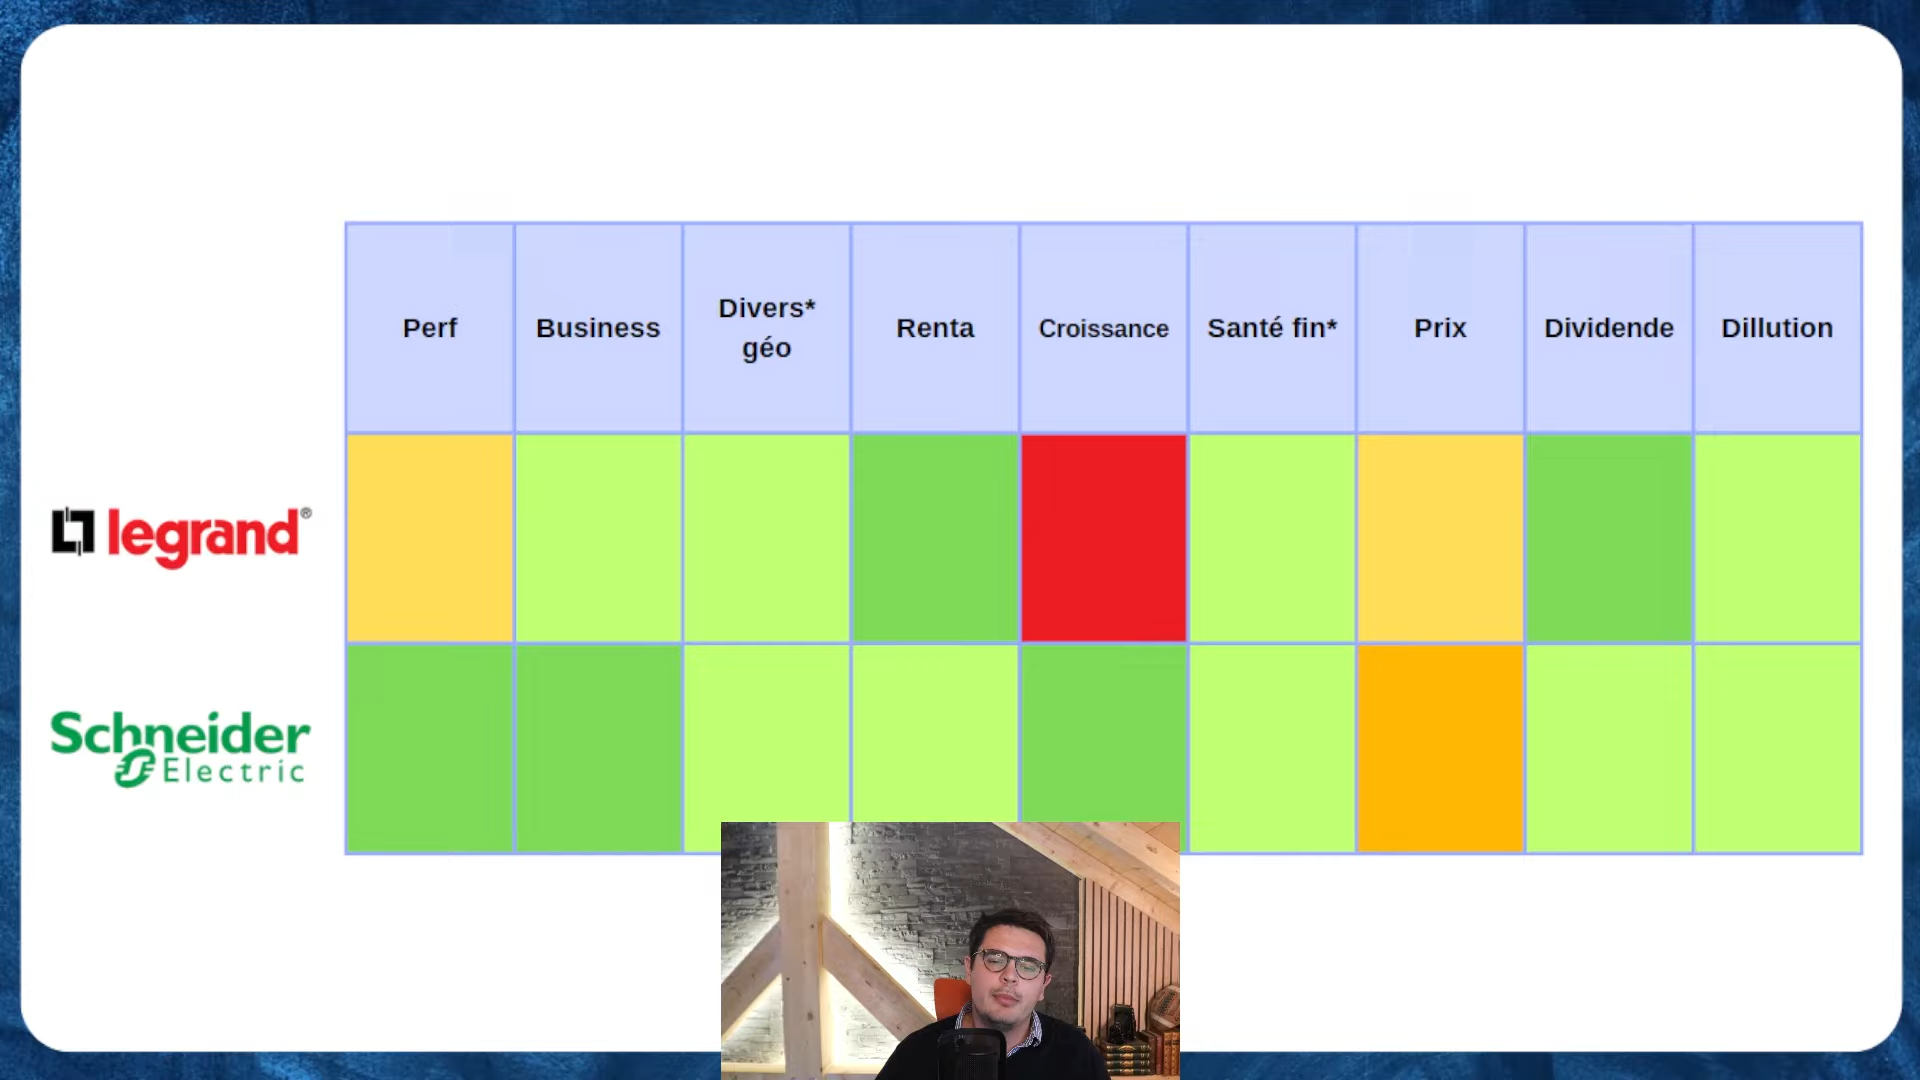 Perf
Business
Divers*
géo
Renta
Croissance
Santé fin*
Prix
Dividende
Dillution
legrand®
Schneider
Electric